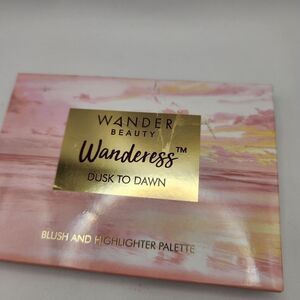 WANDER
BEAUTY
Wanderess™
DUSK TO DAWN
BLUSH AND HIGHLIGHTER PALETTE